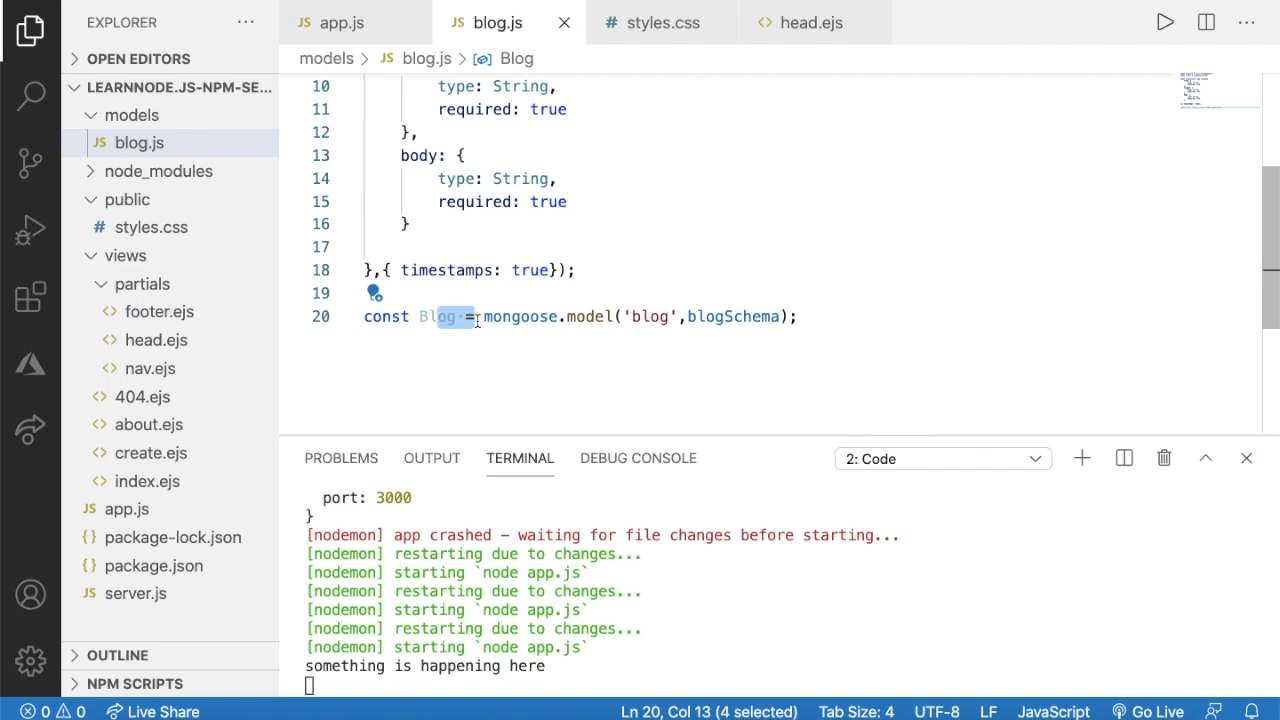 EXPLORER
OPEN EDITORS
LEARNNODE.JS-NPM-SE...
models
JS blog.js
node_modules
public
# styles.css
views
partials
<> footer.ejs
<> head.ejs
<> nav.ejs
<> 404.ejs
<> about.ejs
<> create.ejs
<> index.ejs
JS app.js
{} package-lock.json
{} package.json
JS server.js
OUTLINE
NPM SCRIPTS
JS app.js
JS blog.js
# styles.css
<> head.ejs
models > JS blog.js > Blog
10 type: String,
11 required: true
12 },
13 body: {
14 type: String,
15 required: true
16 }
17
18 },{ timestamps: true});
19
20 const Blog = mongoose.model('blog',blogSchema);
PROBLEMS OUTPUT TERMINAL DEBUG CONSOLE 2: Code
port: 3000
}
[nodemon] app crashed - waiting for file changes before starting...
[nodemon] restarting due to changes...
[nodemon] starting `node app.js`
[nodemon] restarting due to changes...
[nodemon] starting `node app.js`
[nodemon] restarting due to changes...
[nodemon] starting `node app.js`
something is happening here
0 0 Live Share Ln 20, Col 13 (4 selected) Tab Size: 4 UTF-8 LF JavaScript Go Live